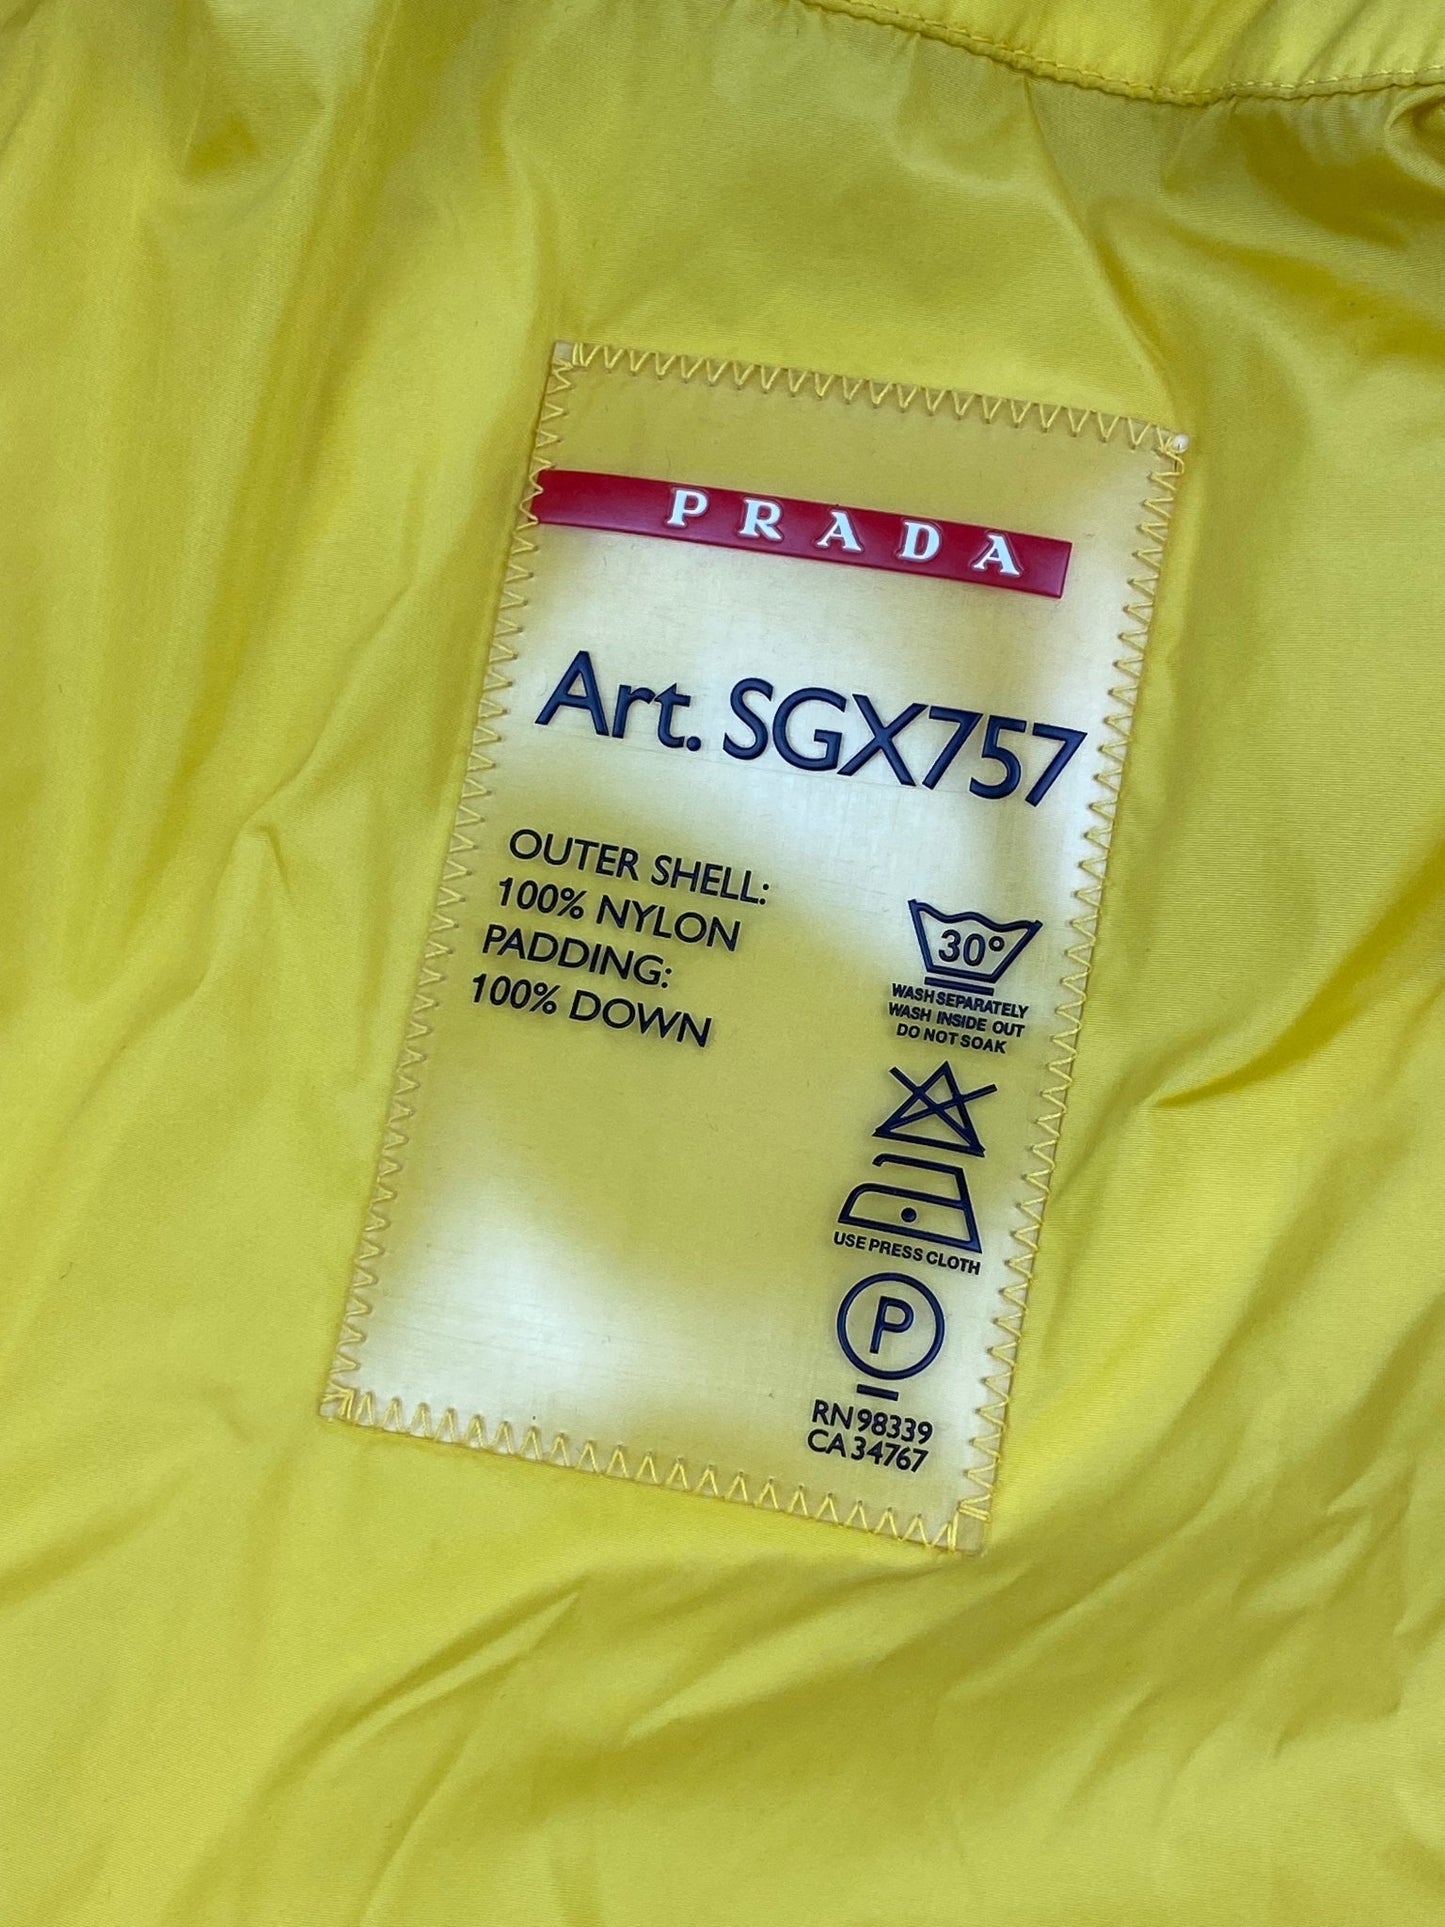 PRADA
Art. SGX757
OUTER SHELL:
100% NYLON
PADDING:
100% DOWN
30°
WASH SEPARATELY
WASH INSIDE OUT
DO NOT SOAK
USE PRESS CLOTH
P
RN 98339
CA 34767